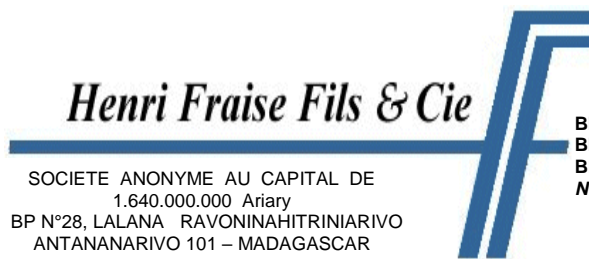 Henri Fraise Fils & Cie
SOCIETE ANONYME AU CAPITAL DE
1.640.000.000 Ariary
BP N°28, LALANA RAVONINAHITRINIARIVO
ANTANANARIVO 101 – MADAGASCAR
B
B
B
N